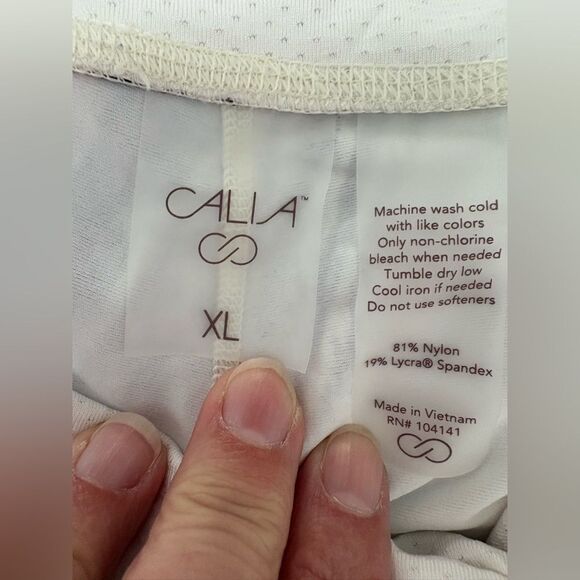 CALIA™
XL
Machine wash cold
with like colors
Only non-chlorine
bleach when needed
Tumble dry low
Cool iron if needed
Do not use softeners
81% Nylon
19% Lycra® Spandex
Made in Vietnam
RN# 104141